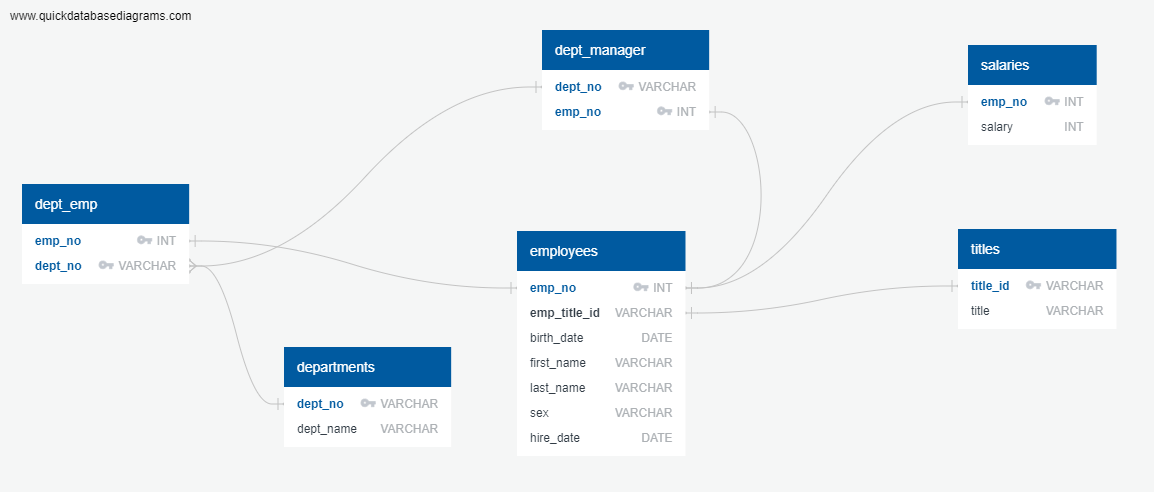 www.quickdatabasediagrams.com
dept_manager
dept_no VARCHAR
emp_no INT
salaries
emp_no INT
salary INT
dept_emp
emp_no INT
dept_no VARCHAR
employees
emp_no INT
emp_title_id VARCHAR
birth_date DATE
first_name VARCHAR
last_name VARCHAR
sex VARCHAR
hire_date DATE
titles
title_id VARCHAR
title VARCHAR
departments
dept_no VARCHAR
dept_name VARCHAR